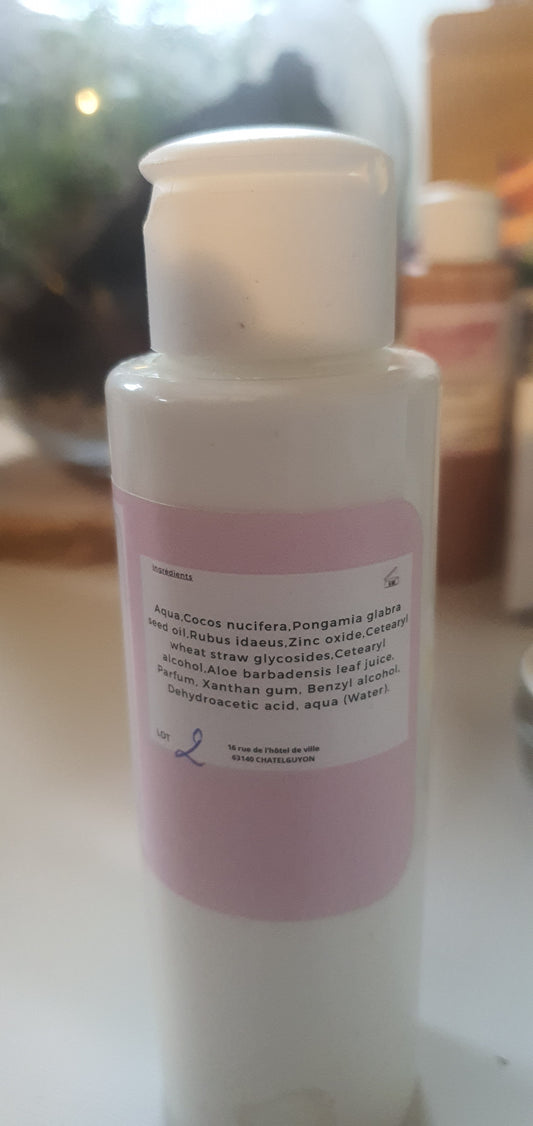 Ingrédients
Aqua,Cocos nucifera,Pongamia glabra
seed oil,Rubus idaeus,Zinc oxide,Cetearyl
wheat straw glycosides,Cetearyl
alcohol,Aloe barbadensis leaf juice,
Parfum, Xanthan gum, Benzyl alcohol,
Dehydroacetic acid, aqua (Water).
LOT 2
16 rue de l'hôtel de ville
63140 CHATELGUYON